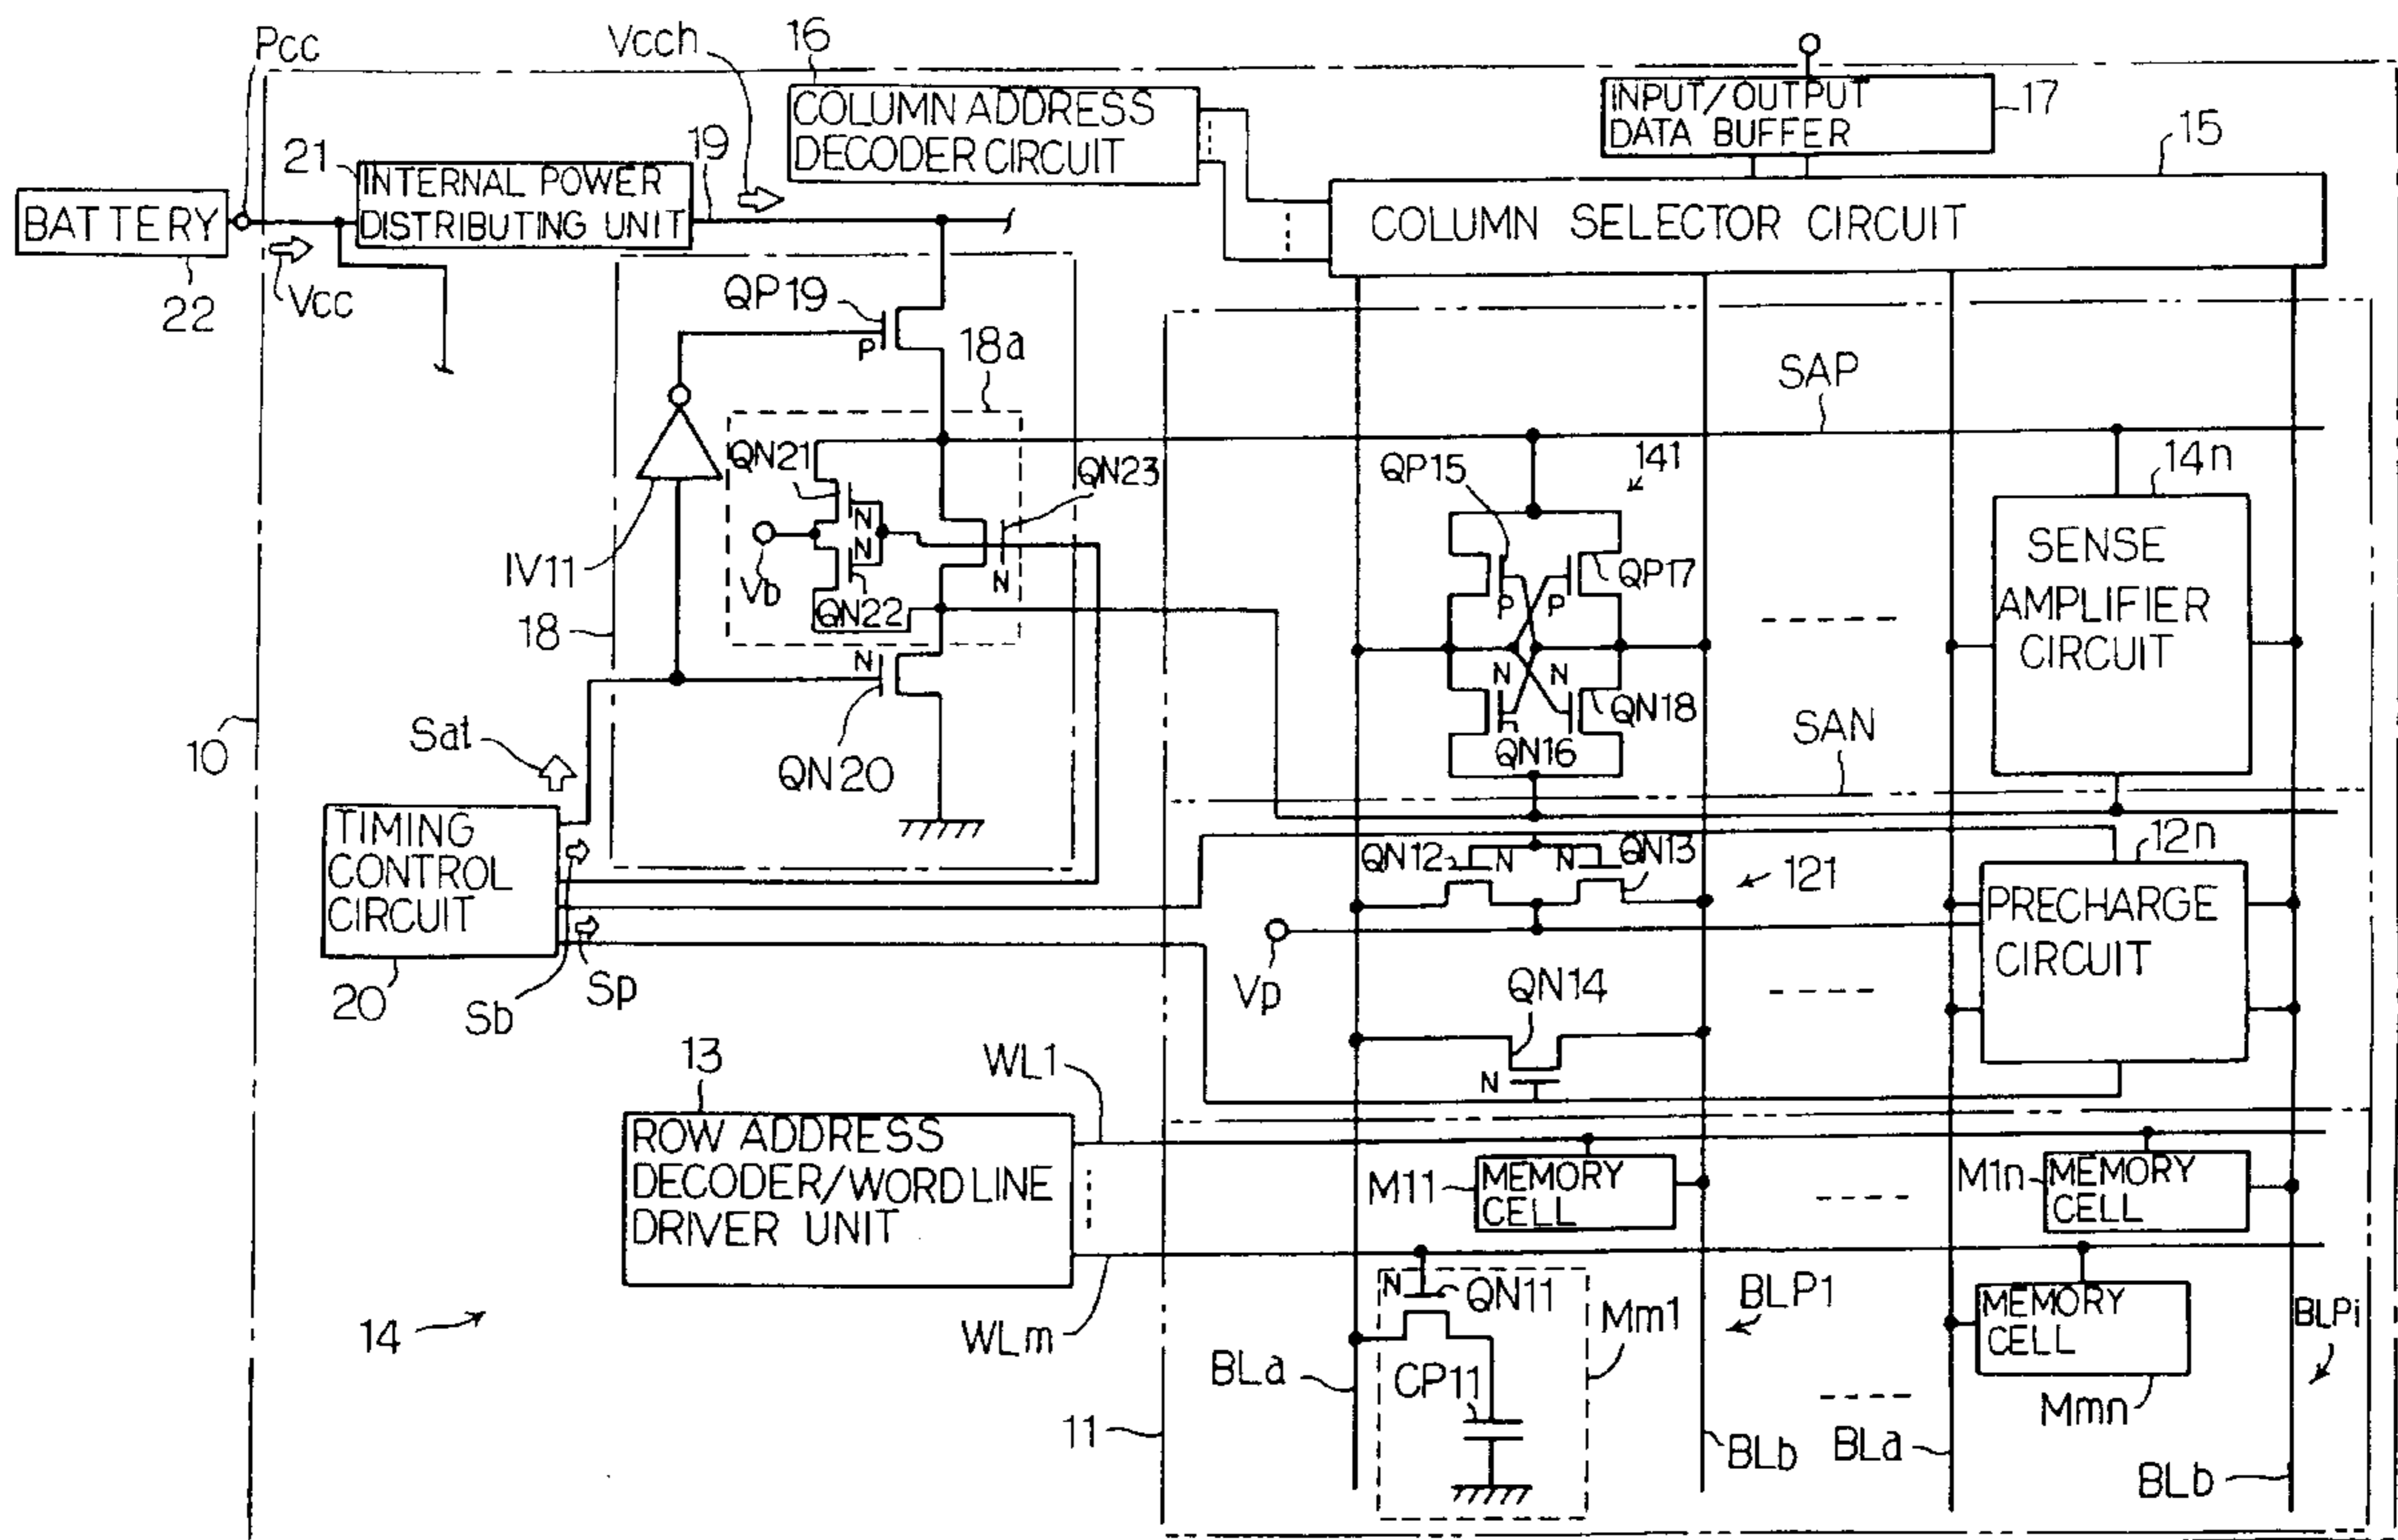 Pcc
Vcch
16
COLUMN ADDRESS
DECODER CIRCUIT
INPUT/OUTPUT
DATA BUFFER
17
15
21
INTERNAL POWER
DISTRIBUTING UNIT
19
BATTERY
22
Vcc
COLUMN SELECTOR CIRCUIT
QP19
P
18a
SAP
QN21
QN23
QP15
141
14n
N
N
N
VD
QN22
IV11
18
P
P
QP17
SENSE
AMPLIFIER
CIRCUIT
N
N
N
QN18
QN16
SAN
10
Sat
QN20
TIMING
CONTROL
CIRCUIT
20
Sb
Sp
QN12
N
N
QN13
121
12n
PRECHARGE
CIRCUIT
Vp
QN14
N
13
WL1
ROW ADDRESS
DECODER/WORD LINE
DRIVER UNIT
M11
MEMORY
CELL
M1n
MEMORY
CELL
14
WLm
N
QN11
Mm1
BLP1
MEMORY
CELL
BLPi
BLa
CP11
Mmn
11
BLb
BLa
BLb